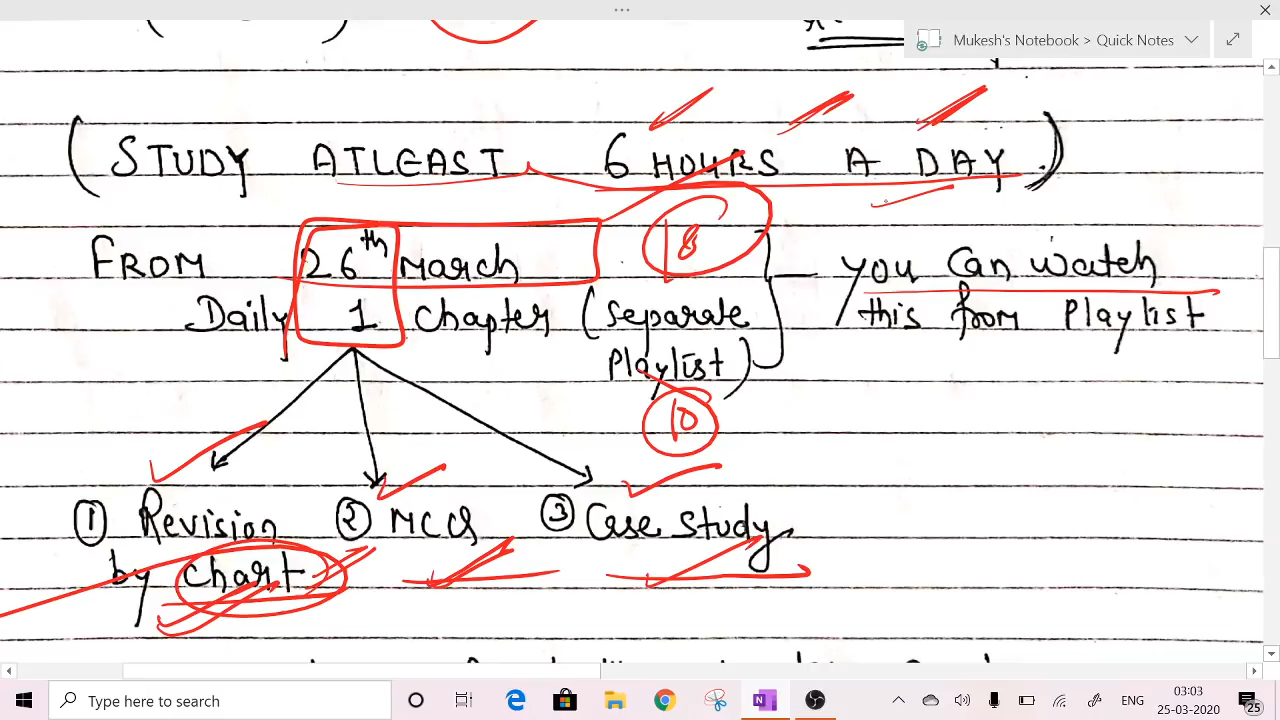 Mukesh's Notebook > Quick Notes
(STUDY ATLEAST 6 HOURS A DAY.)
18
FROM 26th March
you Can watch
Daily 1 Chapter (Separate
this from Playlist
Playlist)
10
① Revision ② MCQ ③ Case Study
by Chart
Type here to search
ENG
03:03
25-03-2020
25